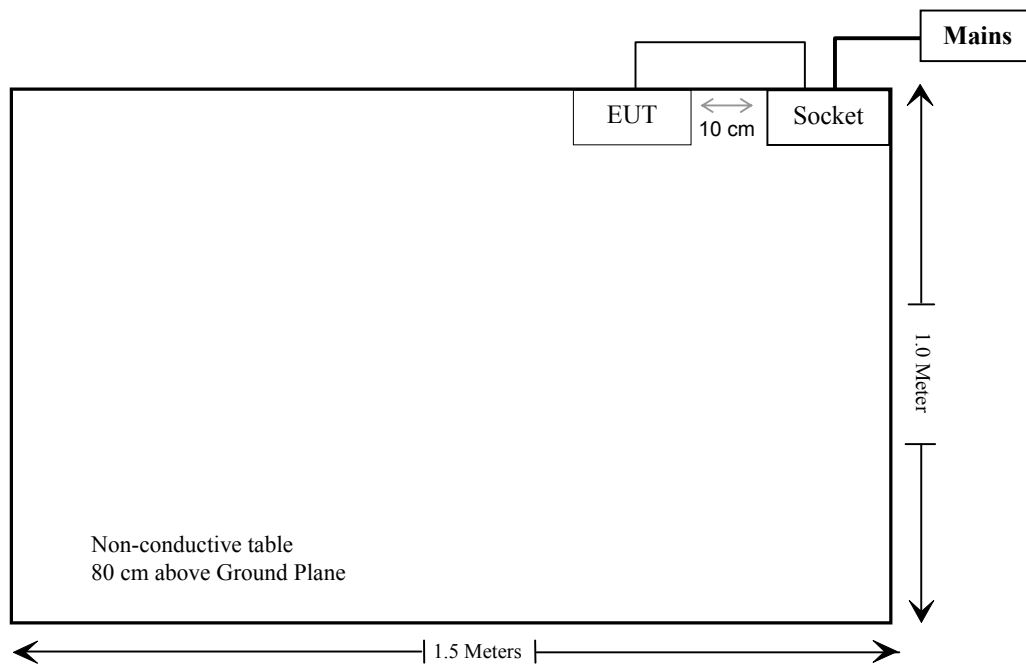 Mains
EUT
10 cm
Socket
1.0 Meter
Non-conductive table
80 cm above Ground Plane
1.5 Meters